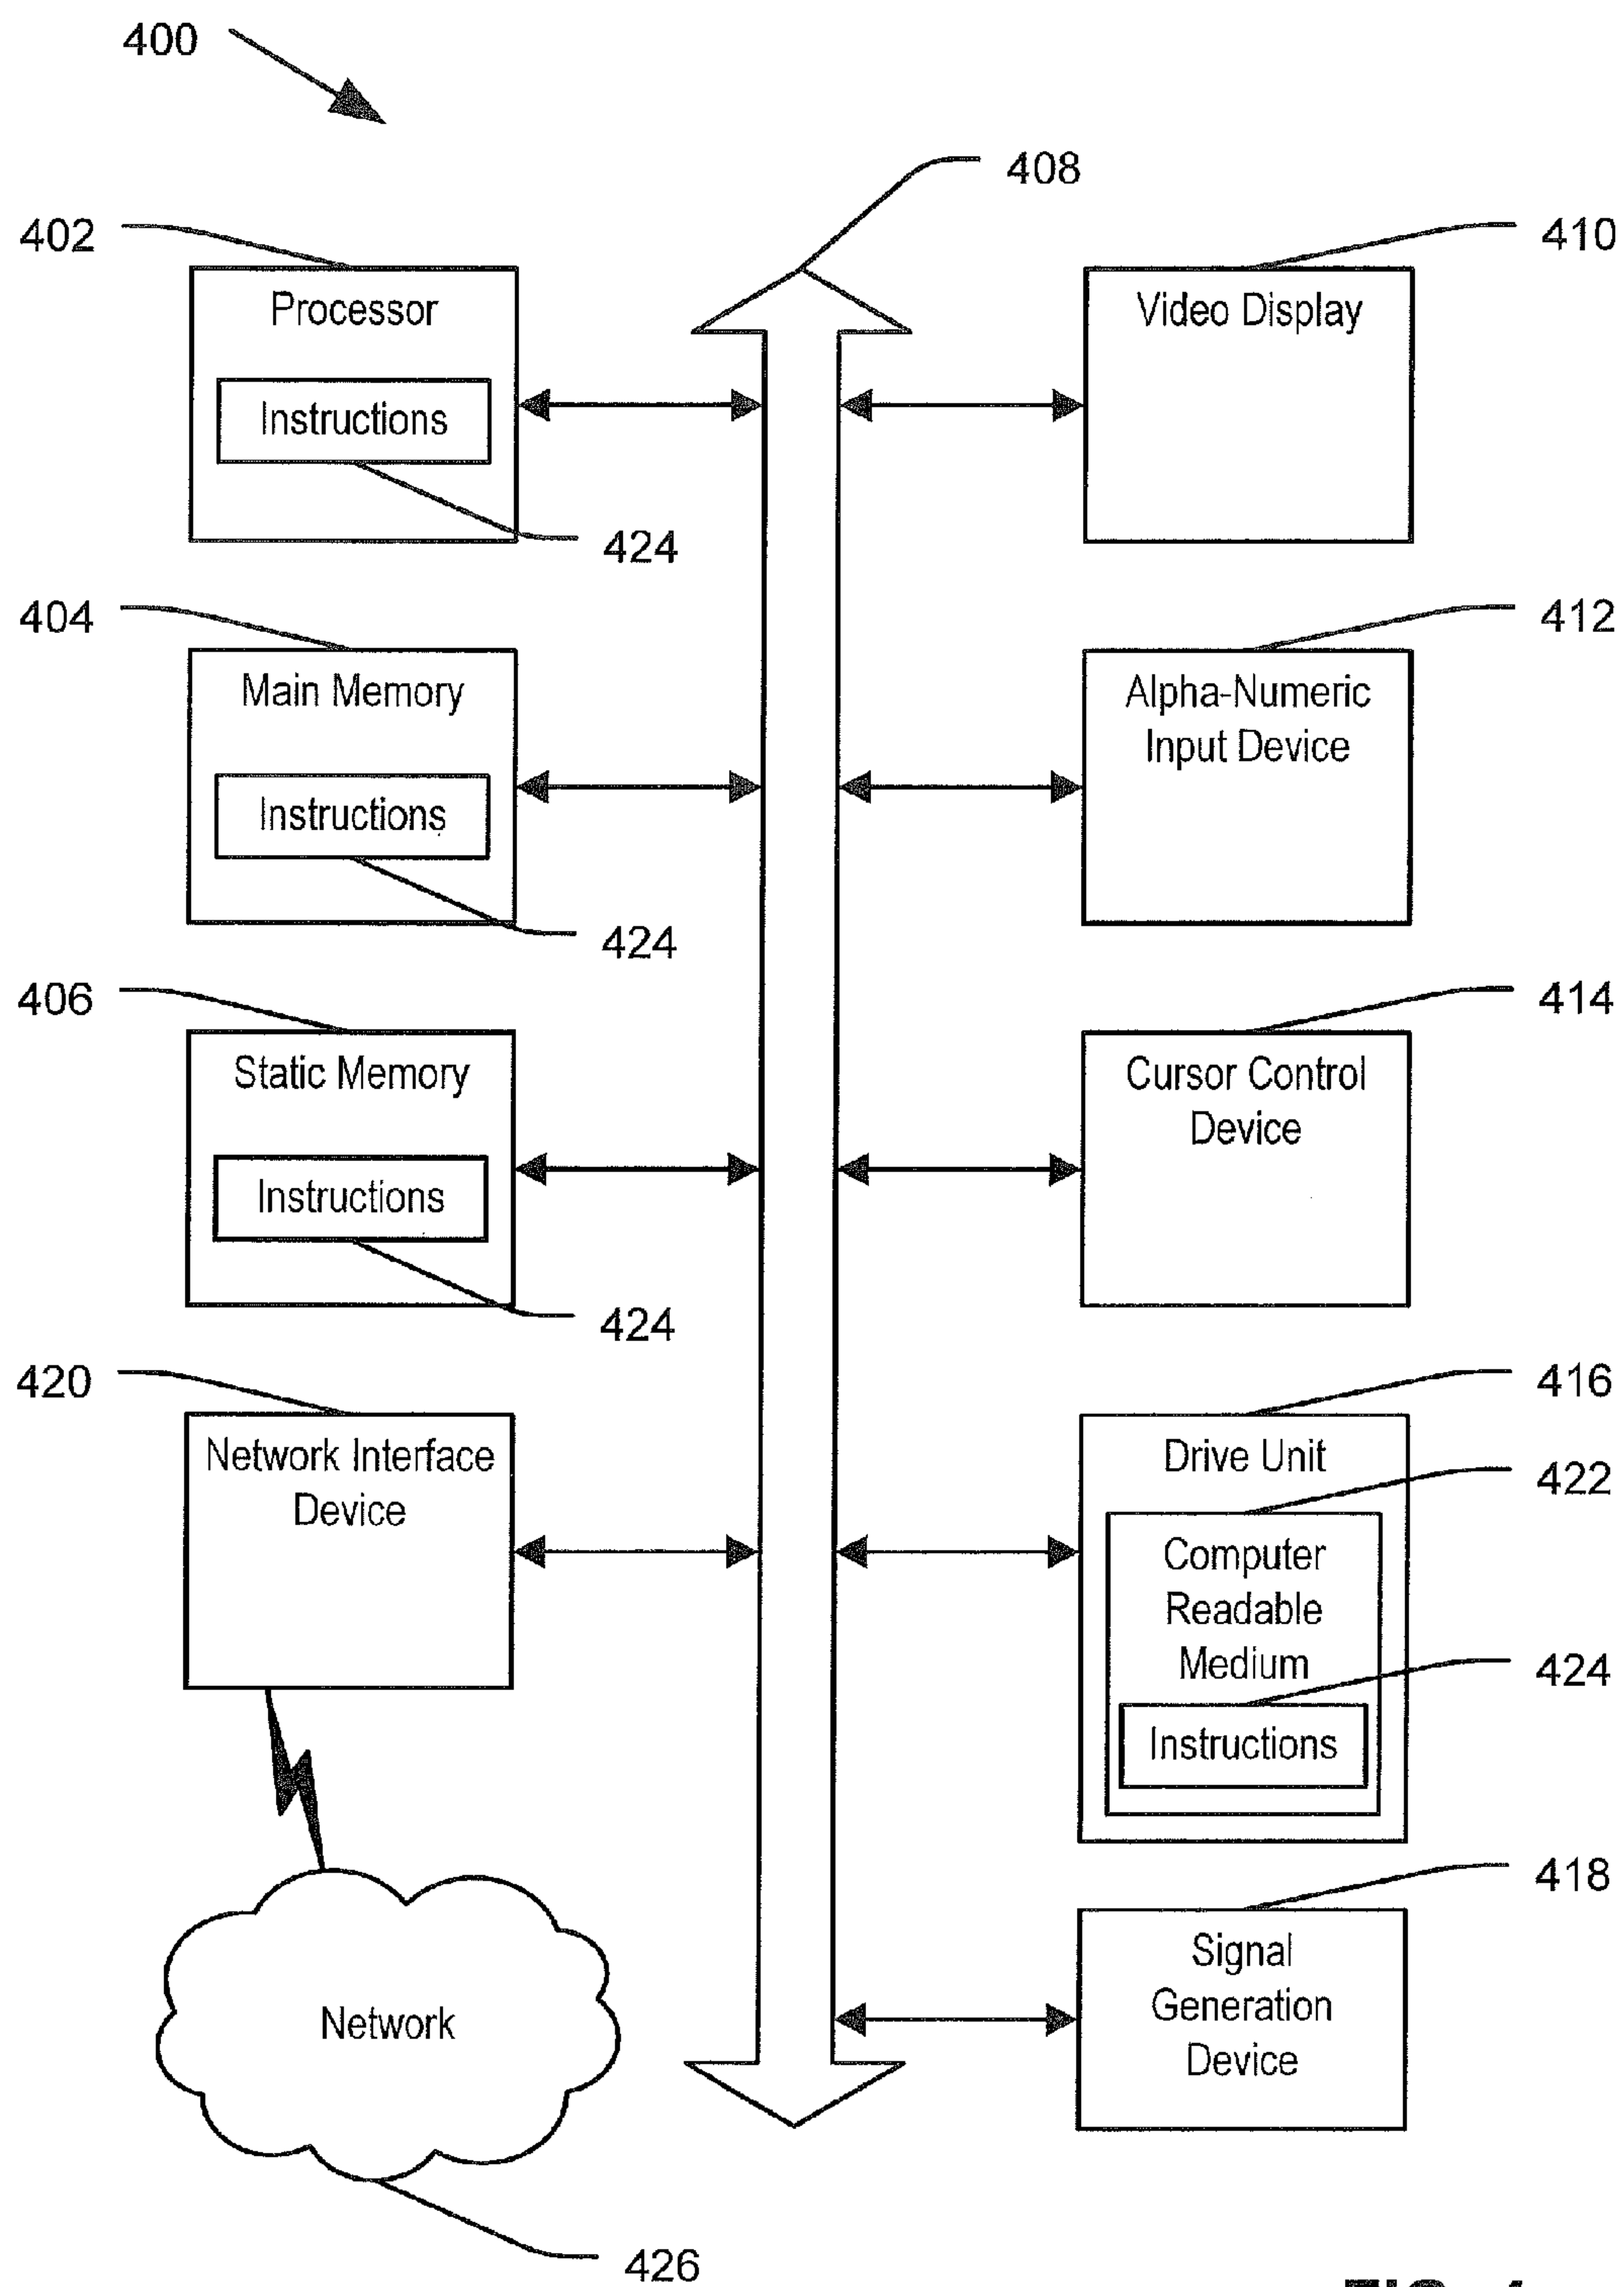 400
408
402
410
Processor
Video Display
Instructions
424
404
412
Main Memory
Alpha-Numeric
Input Device
Instructions
424
406
414
Static Memory
Cursor Control
Device
Instructions
424
420
416
Network Interface
Device
Drive Unit
422
Computer
Readable
Medium
424
Instructions
418
Signal
Generation
Device
Network
426